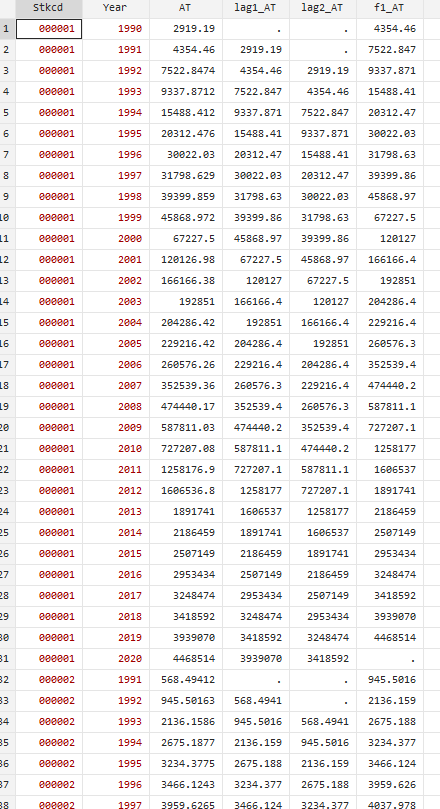 Stkcd Year AT lag1_AT lag2_AT f1_AT
1 000001 1990 2919.19 . . 4354.46
2 000001 1991 4354.46 2919.19 . 7522.847
3 000001 1992 7522.8474 4354.46 2919.19 9337.871
4 000001 1993 9337.8712 7522.847 4354.46 15488.41
5 000001 1994 15488.412 9337.871 7522.847 20312.47
6 000001 1995 20312.476 15488.41 9337.871 30022.03
7 000001 1996 30022.03 20312.47 15488.41 31798.63
8 000001 1997 31798.629 30022.03 20312.47 39399.86
9 000001 1998 39399.859 31798.63 30022.03 45868.97
10 000001 1999 45868.972 39399.86 31798.63 67227.5
11 000001 2000 67227.5 45868.97 39399.86 120127
12 000001 2001 120126.98 67227.5 45868.97 166166.4
13 000001 2002 166166.38 120127 67227.5 192851
14 000001 2003 192851 166166.4 120127 204286.4
15 000001 2004 204286.42 192851 166166.4 229216.4
16 000001 2005 229216.42 204286.4 192851 260576.3
17 000001 2006 260576.26 229216.4 204286.4 352539.4
18 000001 2007 352539.36 260576.3 229216.4 474440.2
19 000001 2008 474440.17 352539.4 260576.3 587811.1
20 000001 2009 587811.03 474440.2 352539.4 727207.1
21 000001 2010 727207.08 587811.1 474440.2 1258177
22 000001 2011 1258176.9 727207.1 587811.1 1606537
23 000001 2012 1606536.8 1258177 727207.1 1891741
24 000001 2013 1891741 1606537 1258177 2186459
25 000001 2014 2186459 1891741 1606537 2507149
26 000001 2015 2507149 2186459 1891741 2953434
27 000001 2016 2953434 2507149 2186459 3248474
28 000001 2017 3248474 2953434 2507149 3418592
29 000001 2018 3418592 3248474 2953434 3939070
30 000001 2019 3939070 3418592 3248474 4468514
31 000001 2020 4468514 3939070 3418592 .
32 000002 1991 568.49412 . . 945.5016
33 000002 1992 945.50163 568.4941 . 2136.159
34 000002 1993 2136.1586 945.5016 568.4941 2675.188
35 000002 1994 2675.1877 2136.159 945.5016 3234.377
36 000002 1995 3234.3775 2675.188 2136.159 3466.124
37 000002 1996 3466.1243 3234.377 2675.188 3959.626
38 000002 1997 3959.6265 3466.124 3234.377 4037.978